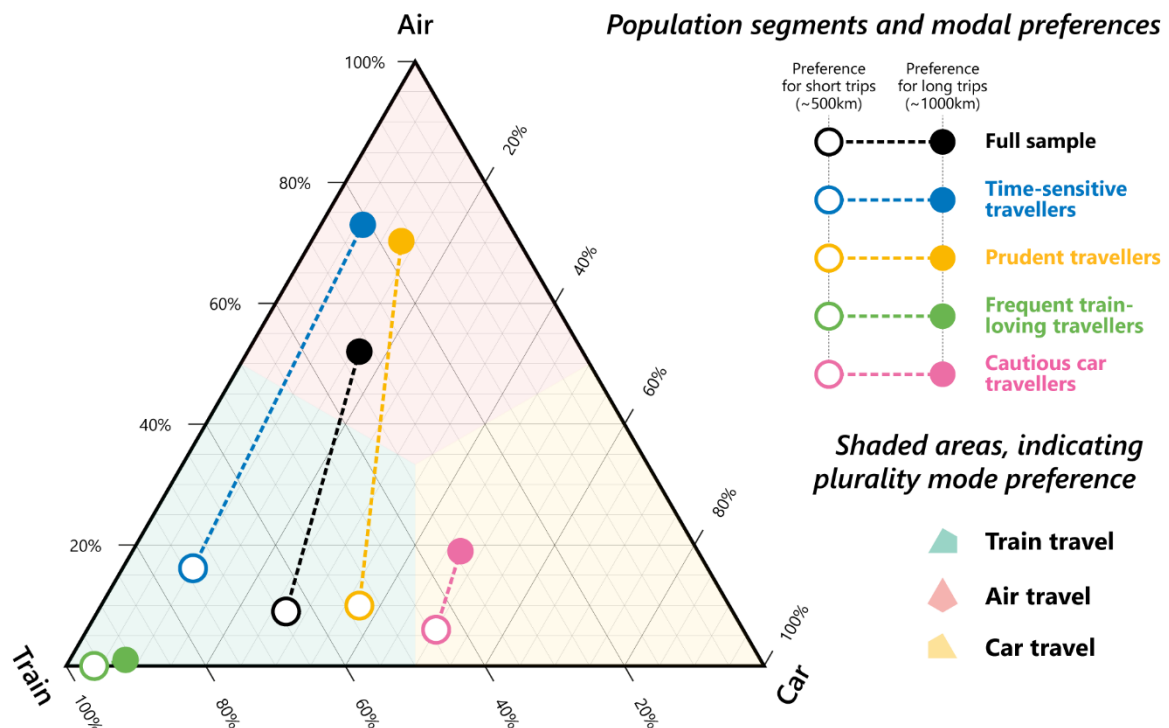 Air
Population segments and modal preferences
Preference
for short trips
(~500km)
Preference
for long trips
(~1000km)
Full sample
Time-sensitive
travellers
Prudent travellers
Frequent train-
loving travellers
Cautious car
travellers
Shaded areas, indicating
plurality mode preference
Train travel
Air travel
Car travel
100%
80%
60%
40%
20%
20%
40%
60%
80%
100%
Train
100%
80%
60%
40%
20%
Car